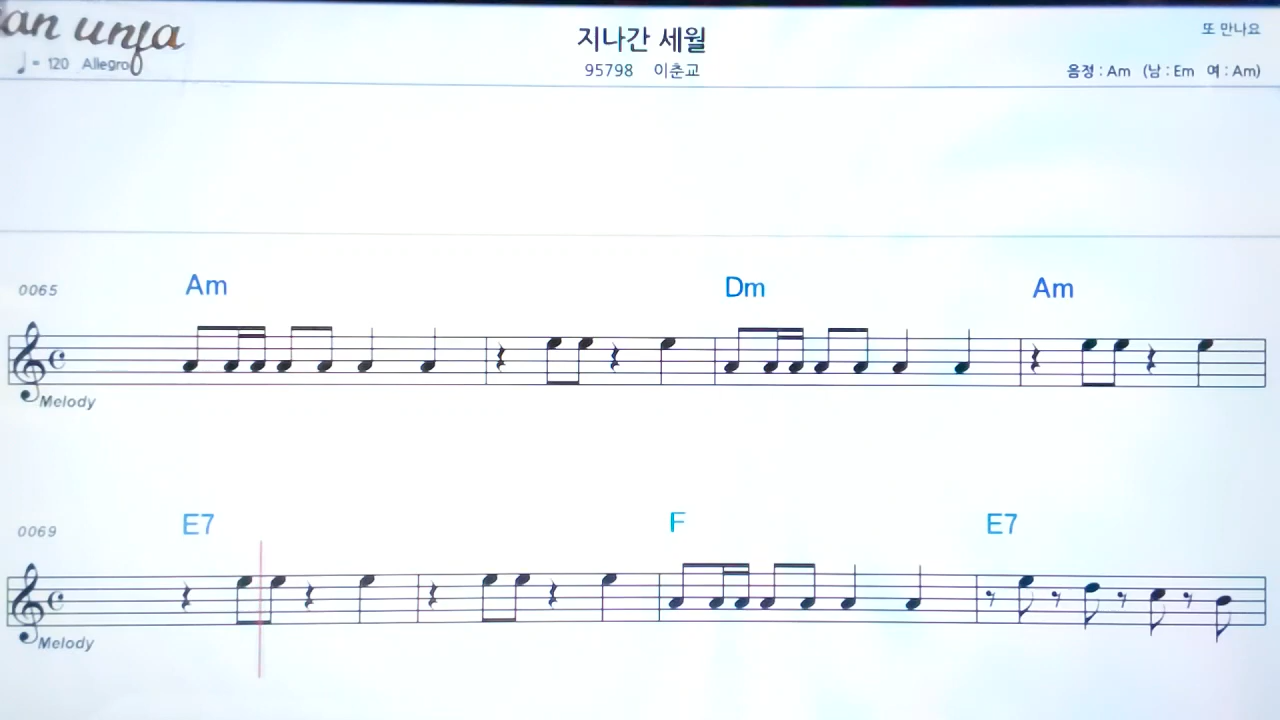 an unja
♩ = 120 Allegro
지나간 세월
95798 이춘교
또 만나요
음정 : Am (남 : Em 여 : Am)
0065 Am Dm Am
Melody
0069 E7 F E7
Melody